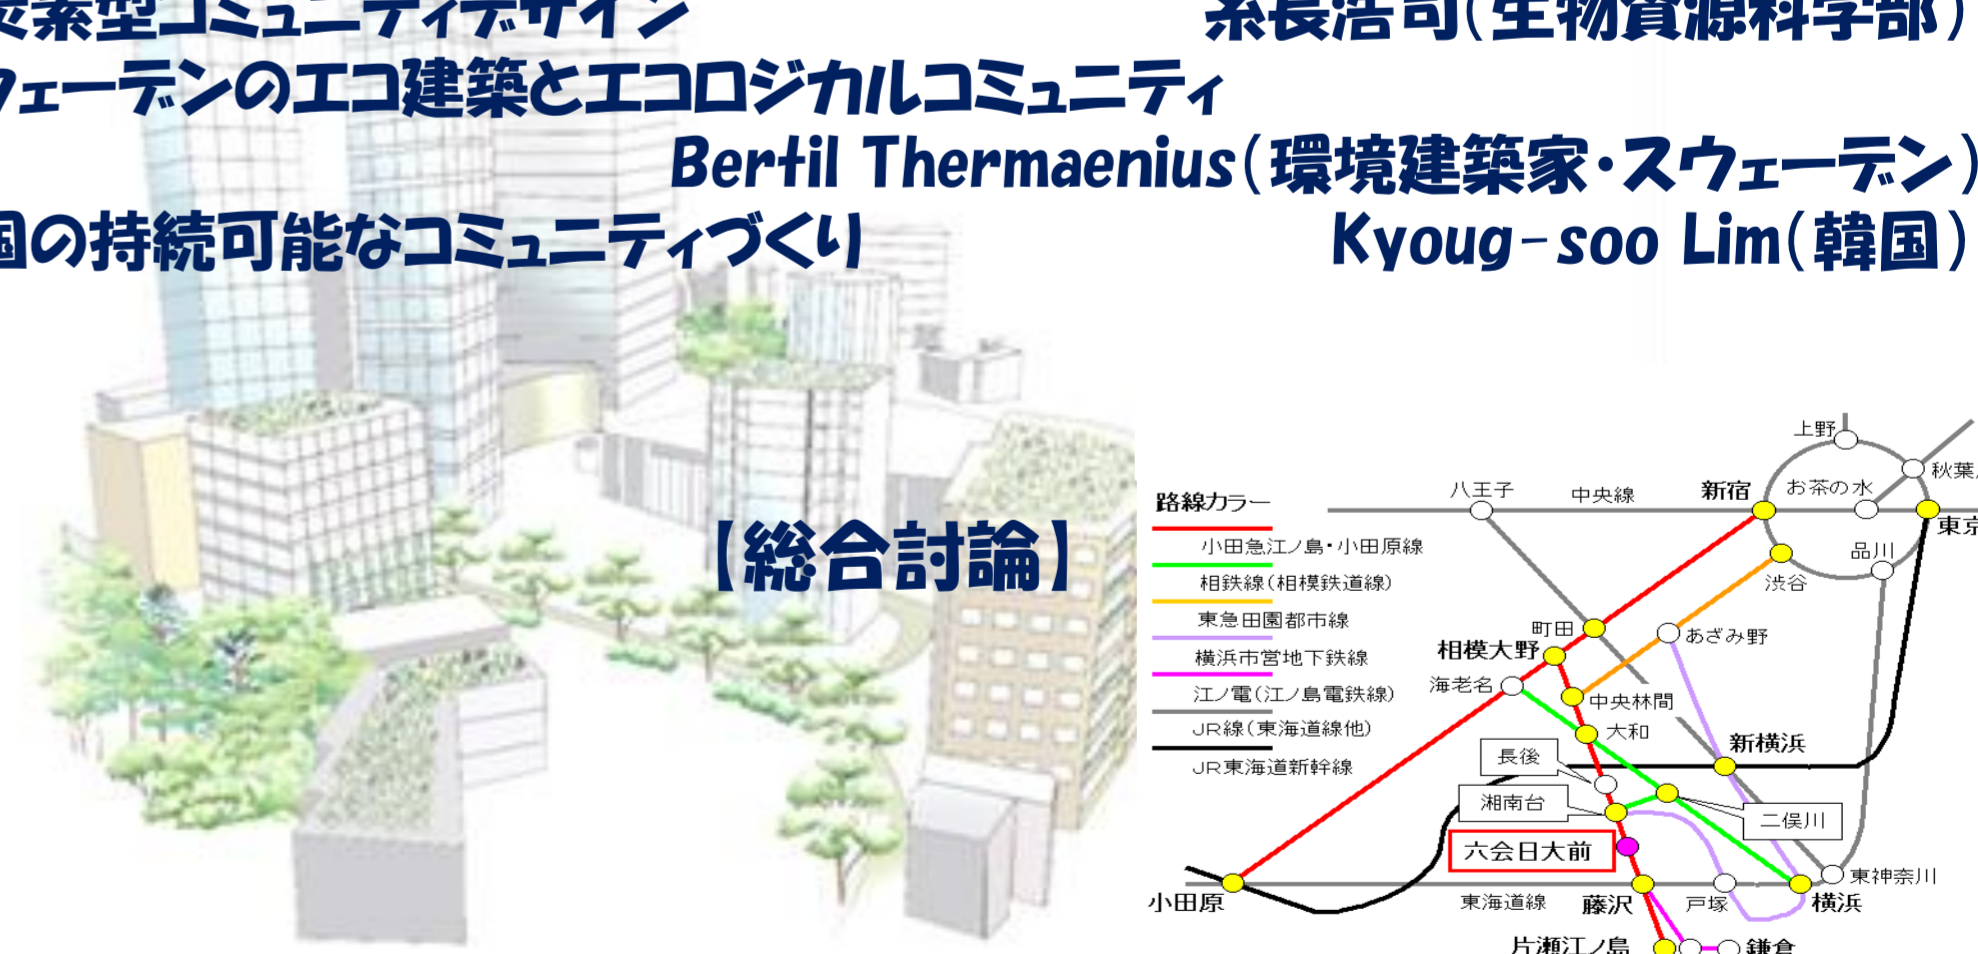 炭素型コミュニティデザイン 糸長浩司(生物資源科学部)
ウェーデンのエコ建築とエコロジカルコミュニティ
Bertil Thermaenius(環境建築家・スウェーデン)
国の持続可能なコミュニティづくり Kyoug-soo Lim(韓国)
【総合討論】
路線カラー
小田急江ノ島・小田原線
相鉄線(相模鉄道線)
東急田園都市線
横浜市営地下鉄線
江ノ電(江ノ島電鉄線)
JR線(東海道線他)
JR東海道新幹線
上野
秋葉
八王子
中央線
新宿
お茶の水
東京
品川
渋谷
町田
あざみ野
相模大野
海老名
中央林間
大和
新横浜
長後
湘南台
二俣川
六会日大前
東神奈川
小田原
東海道線
藤沢
戸塚
横浜
片瀬江ノ島
鎌倉